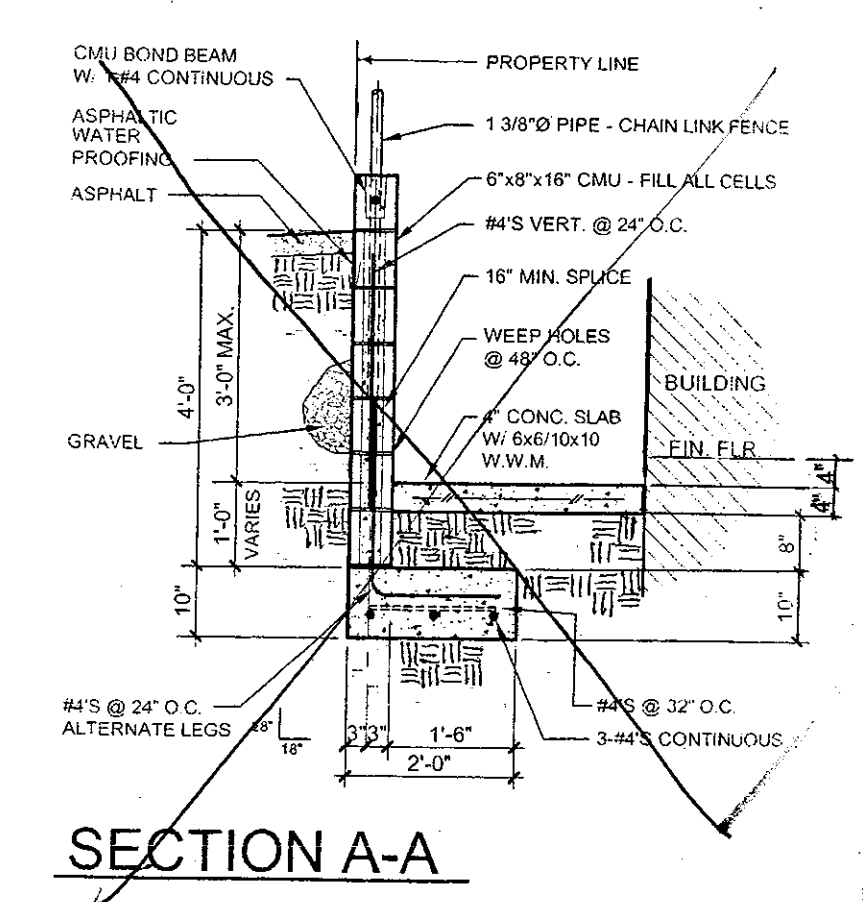 CMU BOND BEAM
W/ 1-#4 CONTINUOUS
ASPHALTIC
WATER
PROOFING
ASPHALT
PROPERTY LINE
1 3/8"Ø PIPE - CHAIN LINK FENCE
6"x8"x16" CMU - FILL ALL CELLS
#4'S VERT. @ 24" O.C.
16" MIN. SPLICE
WEEP HOLES
@ 48" O.C.
4" CONC. SLAB
W/ 6x6/10x10
W.W.M.
BUILDING
FIN. FLR
4"
4"
8"
10"
4'-0"
3'-0" MAX.
GRAVEL
1'-0"
VARIES
10"
#4'S @ 24" O.C.
ALTERNATE LEGS
18"
3"
3"
1'-6"
2'-0"
#4'S @ 32" O.C.
3-#4'S CONTINUOUS
SECTION A-A